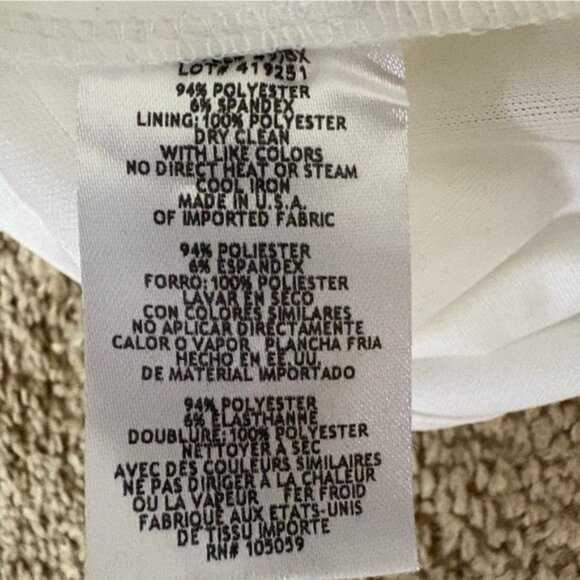 LOT# 419251
94% POLYESTER
6% SPANDEX
LINING: 100% POLYESTER
DRY CLEAN
WITH LIKE COLORS
NO DIRECT HEAT OR STEAM
COOL IRON
MADE IN U.S.A.
OF IMPORTED FABRIC
94% POLIESTER
6% ESPANDEX
FORRO: 100% POLIESTER
LAVAR EN SECO
CON COLORES SIMILARES
NO APLICAR DIRECTAMENTE
CALOR O VAPOR PLANCHA FRIA
HECHO EN EE.UU.
DE MATERIAL IMPORTADO
94% POLYESTER
6% ELASTHANNE
DOUBLURE: 100% POLYESTER
NETTOYER A SEC
AVEC DES COULEURS SIMILAIRES
NE PAS DIRIGER A LA CHALEUR
OU LA VAPEUR FER FROID
FABRIQUE AUX ETATS-UNIS
DE TISSU IMPORTE
RN# 105059